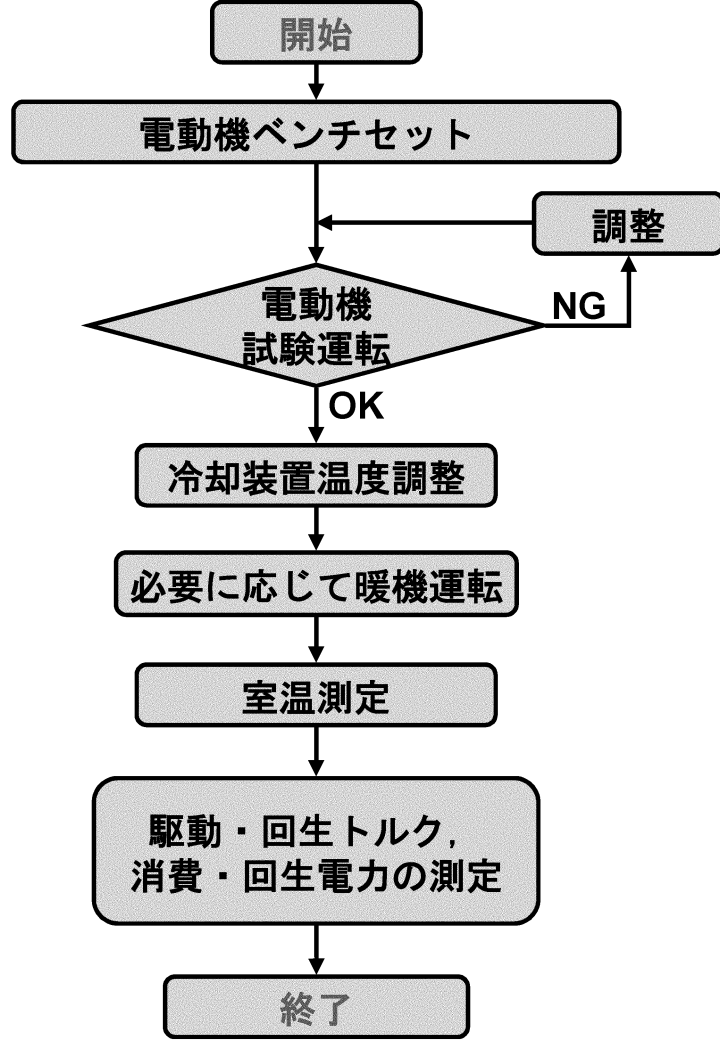 開始
電動機ベンチセット
調整
電動機
試験運転
NG
OK
冷却装置温度調整
必要に応じて暖機運転
室温測定
駆動・回生トルク,
消費・回生電力の測定
終了